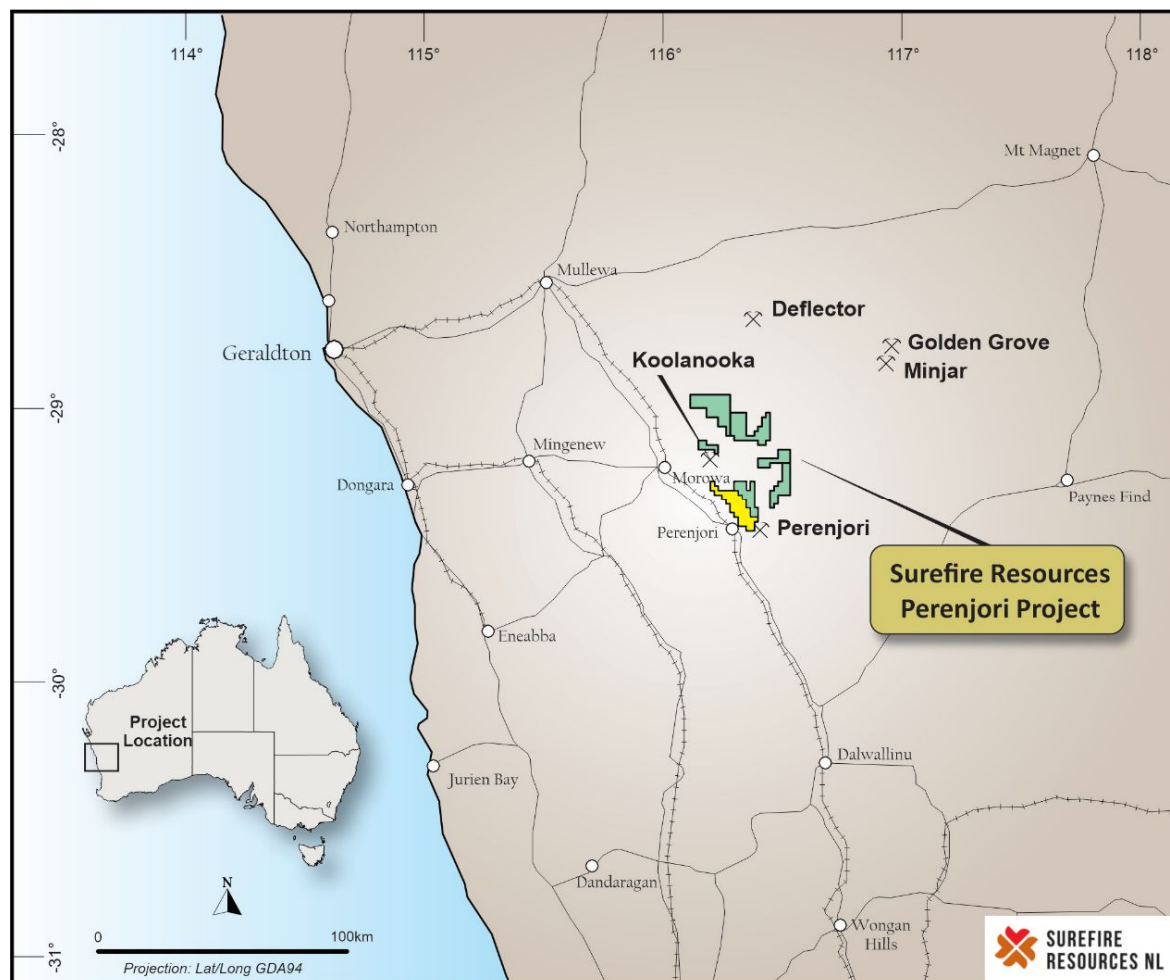 114°
115°
116°
117°
118°
-28°
-29°
-30°
-31°
Mt Magnet
Northampton
Mullewa
Deflector
Geraldton
Koolanooka
Golden Grove
Minjar
Mingenew
Morowa
Dongara
Paynes Find
Perenjori
Perenjori
Surefire Resources
Perenjori Project
Eneabba
Project
Location
Dalwallinu
Jurien Bay
Dandaragan
N
Wongan
Hills
0
100km
Projection: Lat/Long GDA94
SUREFIRE
RESOURCES NL